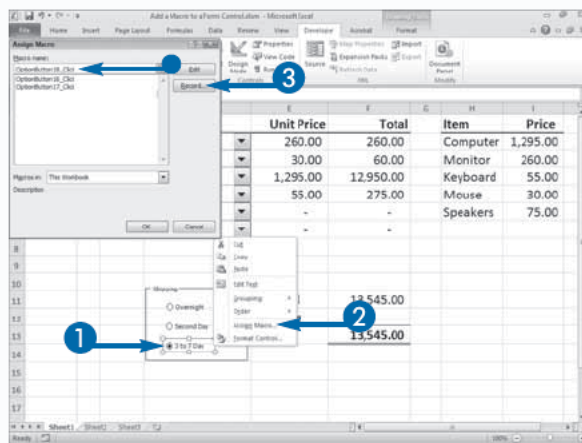 Add a Macro to a Form Control.xlsm - Microsoft Excel
File Home Insert Page Layout Formulas Data Review View Developer Acrobat Format
Assign Macro
Macro name:
OptionButton18_Click
Edit
Record...
OptionButton16_Click
OptionButton17_Click
Macros in: This Workbook
Description
OK Cancel
Properties
View Code
Design
Mode
Controls
Source
Map Properties
Expansion Packs
Refresh Data
Import
Export
XML
Document
Panel
Modify
3
E F G H I
Unit Price Total Item Price
260.00 260.00 Computer 1,295.00
30.00 60.00 Monitor 260.00
1,295.00 12,950.00 Keyboard 55.00
55.00 275.00 Mouse 30.00
- - Speakers 75.00
- -
8
9
10
11
13
14
15
16
17
Cut
Copy
Paste
Edit Text
Grouping
Order
Assign Macro...
Format Control...
2
Shipping
Overnight
Second Day
3 to 7 Day
1
13,545.00
13,545.00
Sheet1 Sheet2 Sheet3
Ready
100%